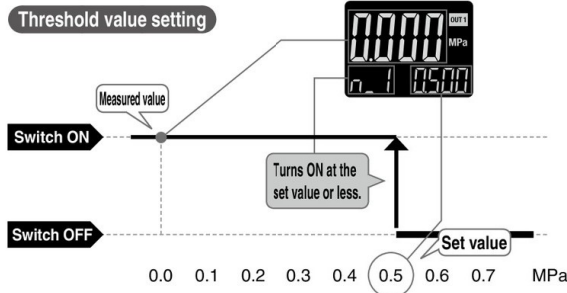 Threshold value setting
0.000
OUT 1
MPa
n_1
0.500
Measured value
Switch ON
Turns ON at the
set value or less.
Switch OFF
Set value
0.0 0.1 0.2 0.3 0.4 0.5 0.6 0.7 MPa